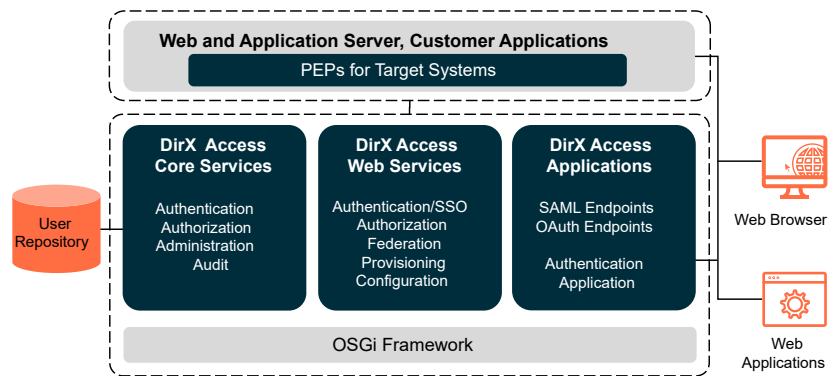 Web and Application Server, Customer Applications
PEPs for Target Systems
DirX Access
Core Services
Authentication
Authorization
Administration
Audit
DirX Access
Web Services
Authentication/SSO
Authorization
Federation
Provisioning
Configuration
DirX Access
Applications
SAML Endpoints
OAuth Endpoints
Authentication
Application
User
Repository
Web Browser
Web
Applications
OSGi Framework